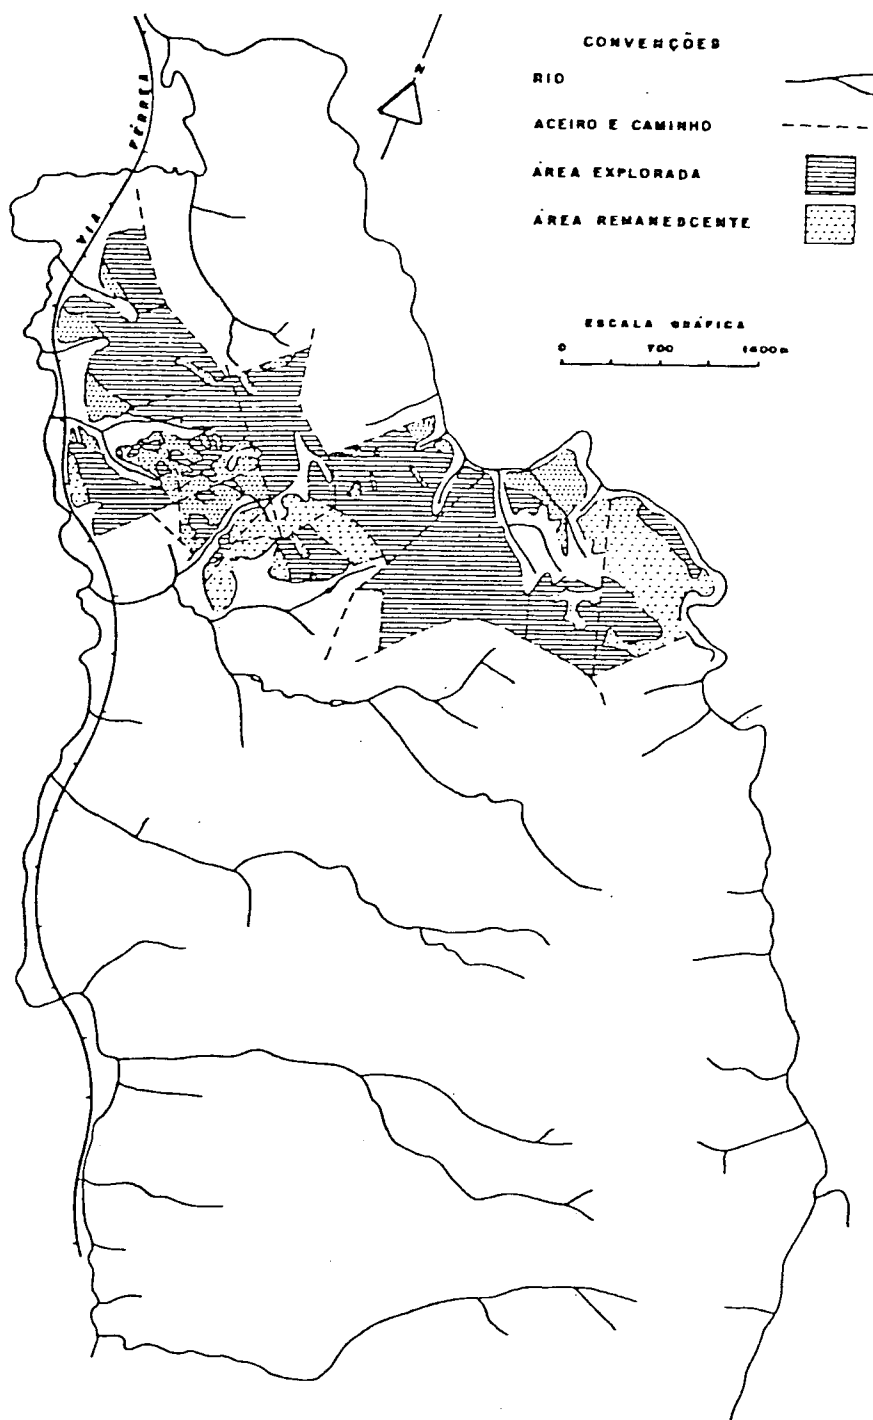 CONVENÇÕES
N
RIO
ACEIRO E CAMINHO
ÁREA EXPLORADA
ÁREA REMANESCENTE
ESCALA GRÁFICA
0 700 1400m
VIA FÉRREA